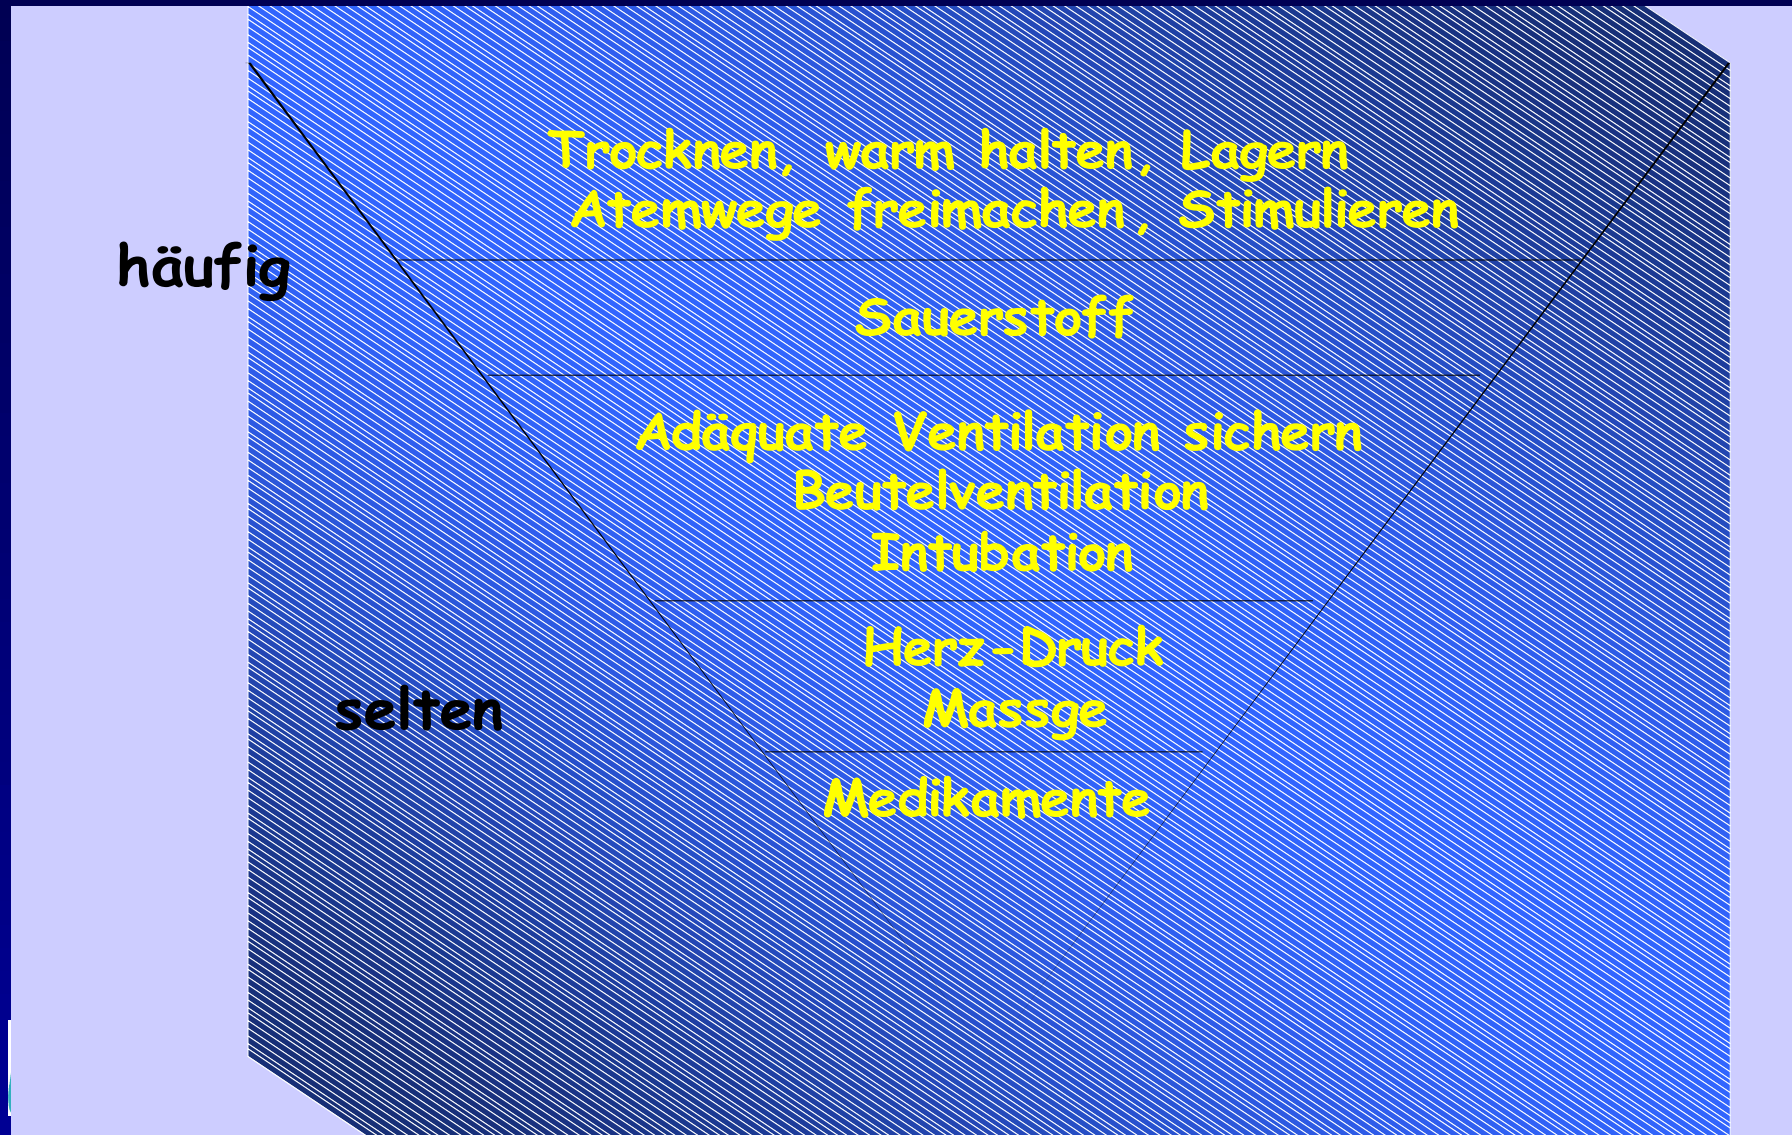 Trocknen, warm halten, Lagern
Atemwege freimachen, Stimulieren
häufig
Sauerstoff
Adäquate Ventilation sichern
Beutelventilation
Intubation
Herz-Druck
Massge
selten
Medikamente